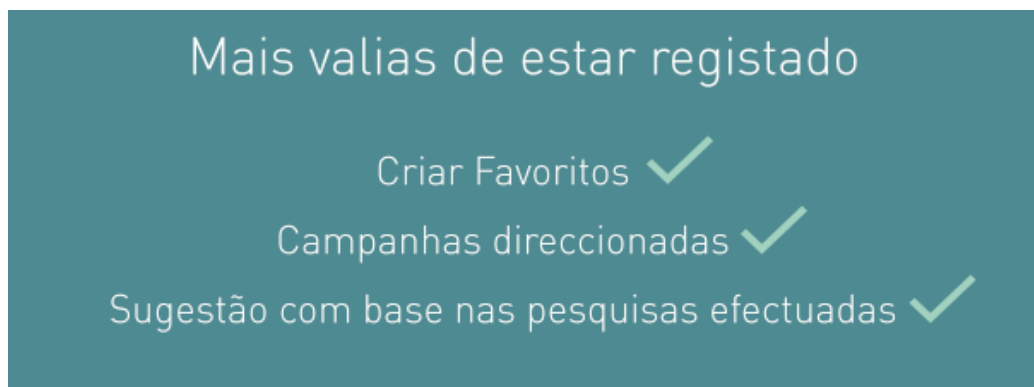 Mais valias de estar registado
Criar Favoritos
Campanhas direccionadas
Sugestão com base nas pesquisas efectuadas